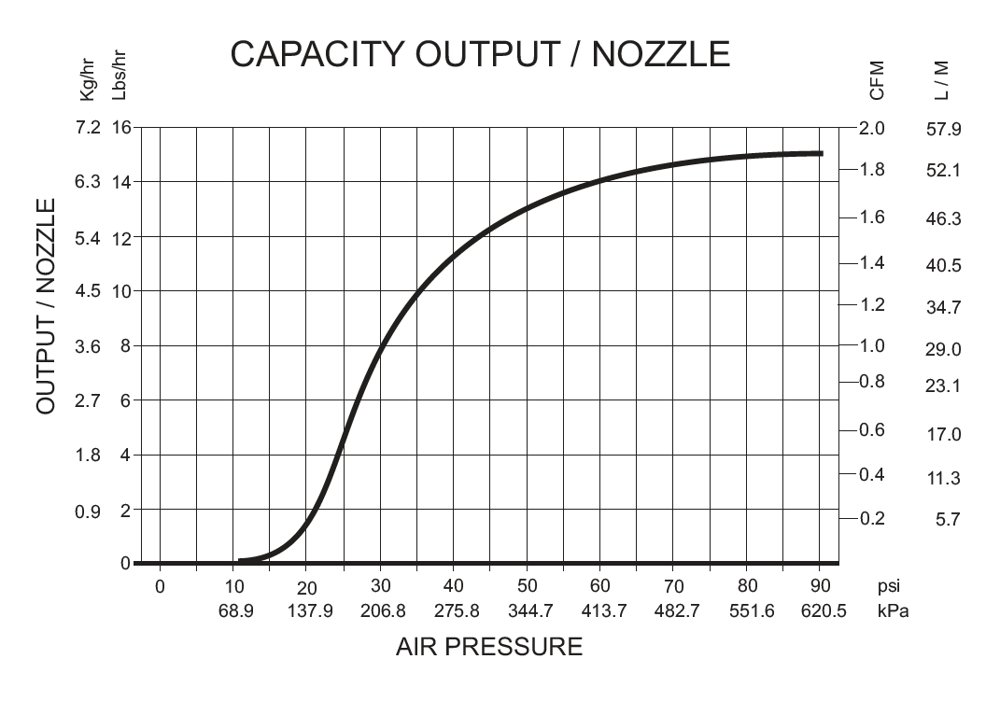 CAPACITY OUTPUT / NOZZLE
Kg/hr Lbs/hr CFM L / M
7.2 16 2.0 57.9
1.8 52.1
6.3 14
1.6 46.3
5.4 12
1.4 40.5
4.5 10
1.2 34.7
3.6 8 1.0 29.0
0.8 23.1
2.7 6
0.6 17.0
1.8 4
0.4 11.3
0.9 2
0.2 5.7
0
OUTPUT / NOZZLE
0 10 20 30 40 50 60 70 80 90 psi
68.9 137.9 206.8 275.8 344.7 413.7 482.7 551.6 620.5 kPa
AIR PRESSURE